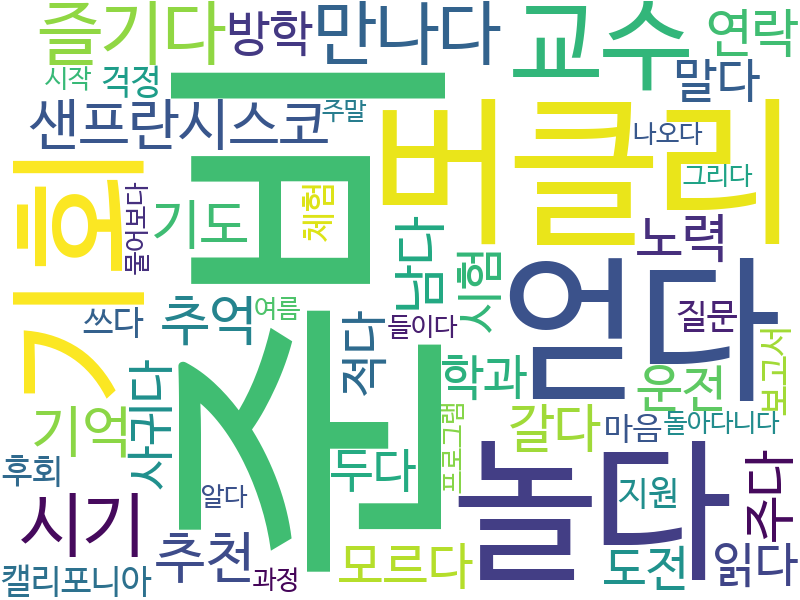 즐기다
방학
만나다
교수
연락
시작
걱정
말다
샌프란시스코
주말
버클리
나오다
그리다
기회
물어보다
기도
준비
체험
남다
시험
노력
얻다
쓰다
추억
여름
적다
들이다
질문
사귀다
학과
운전
보고서
기억
두다
프로그램
갈다
마음
돌아다니다
후회
시기
알다
놀다
지원
주다
캘리포니아
추천
과정
모르다
도전
읽다